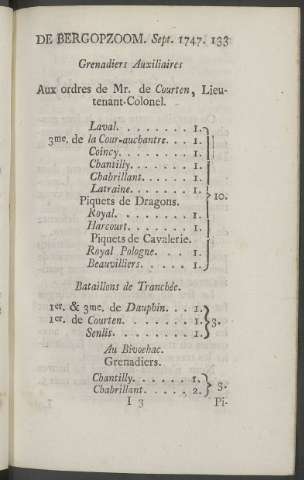 DE BERGOPZOOM. Sept. 1747. 133
Grenadiers Auxiliaires
Aux ordres de Mr. de Courten, Lieu-
tenant-Colonel.
Laval. . . . . . . . 1.
3me. de la Cour-auchantre. . . 1.
Coincy. . . . . . . . 1.
Chantilly. . . . . . . 1.
Chabrillant. . . . . . 1.
Latraine. . . . . . . 1.
10.
Piquets de Dragons.
Royal. . . . . . . . 1.
Harcourt. . . . . . . 1.
Piquets de Cavalerie.
Royal Pologne. . . . 1.
Beauvilliers. . . . . 1.
Bataillons de Tranchée.
1er. & 3me. de Dauphin. . . 1.
1er. de Courten. . . . . . 1. 3.
Senlis. . . . . . . . 1.
Au Bivoehac.
Grenadiers.
Chantilly. . . . . . 1. 3.
Chabrillant. . . . . 2.
I 3 Pi-